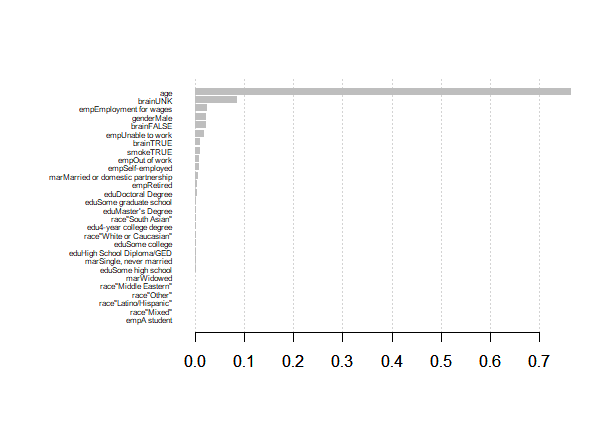 age
brainUNK
empEmployment for wages
genderMale
brainFALSE
empUnable to work
brainTRUE
smokeTRUE
empOut of work
empSelf-employed
marMarried or domestic partnership
empRetired
eduDoctoral Degree
eduSome graduate school
eduMaster's Degree
race"South Asian"
edu4-year college degree
race"White or Caucasian"
eduSome college
eduHigh School Diploma/GED
marSingle, never married
eduSome high school
marWidowed
race"Middle Eastern"
race"Other"
race"Latino/Hispanic"
race"Mixed"
empA student
0.0 0.1 0.2 0.3 0.4 0.5 0.6 0.7